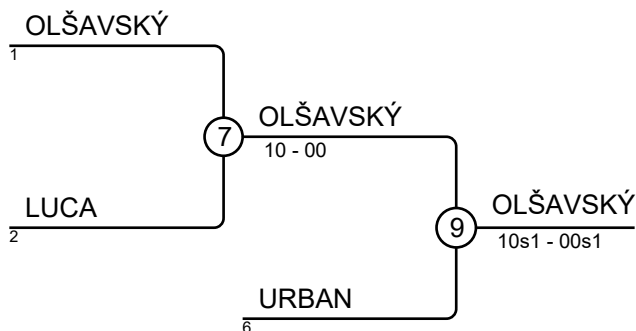 OLŠAVSKÝ
1
7
OLŠAVSKÝ
10 - 00
LUCA
2
9
OLŠAVSKÝ
10s1 - 00s1
URBAN
6